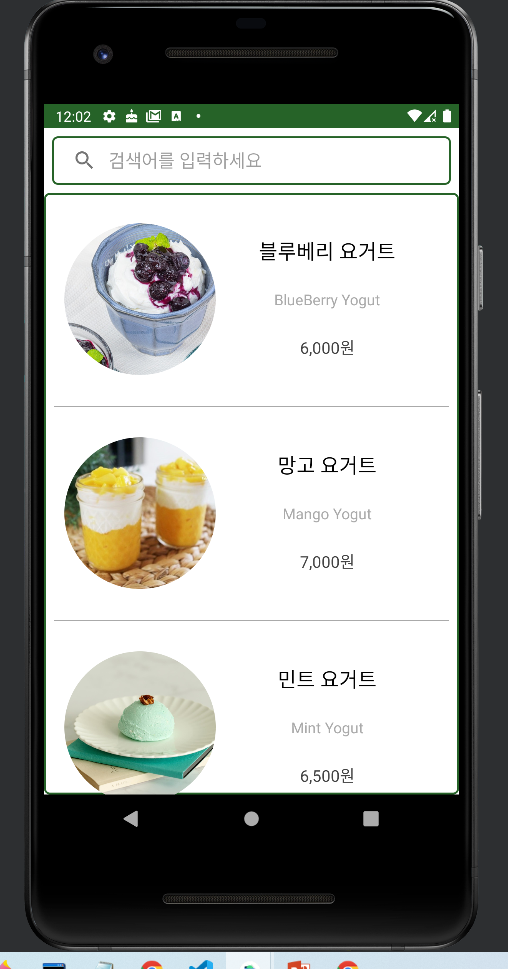 12:02
검색어를 입력하세요
블루베리 요거트
BlueBerry Yogut
6,000원
망고 요거트
Mango Yogut
7,000원
민트 요거트
Mint Yogut
6,500원